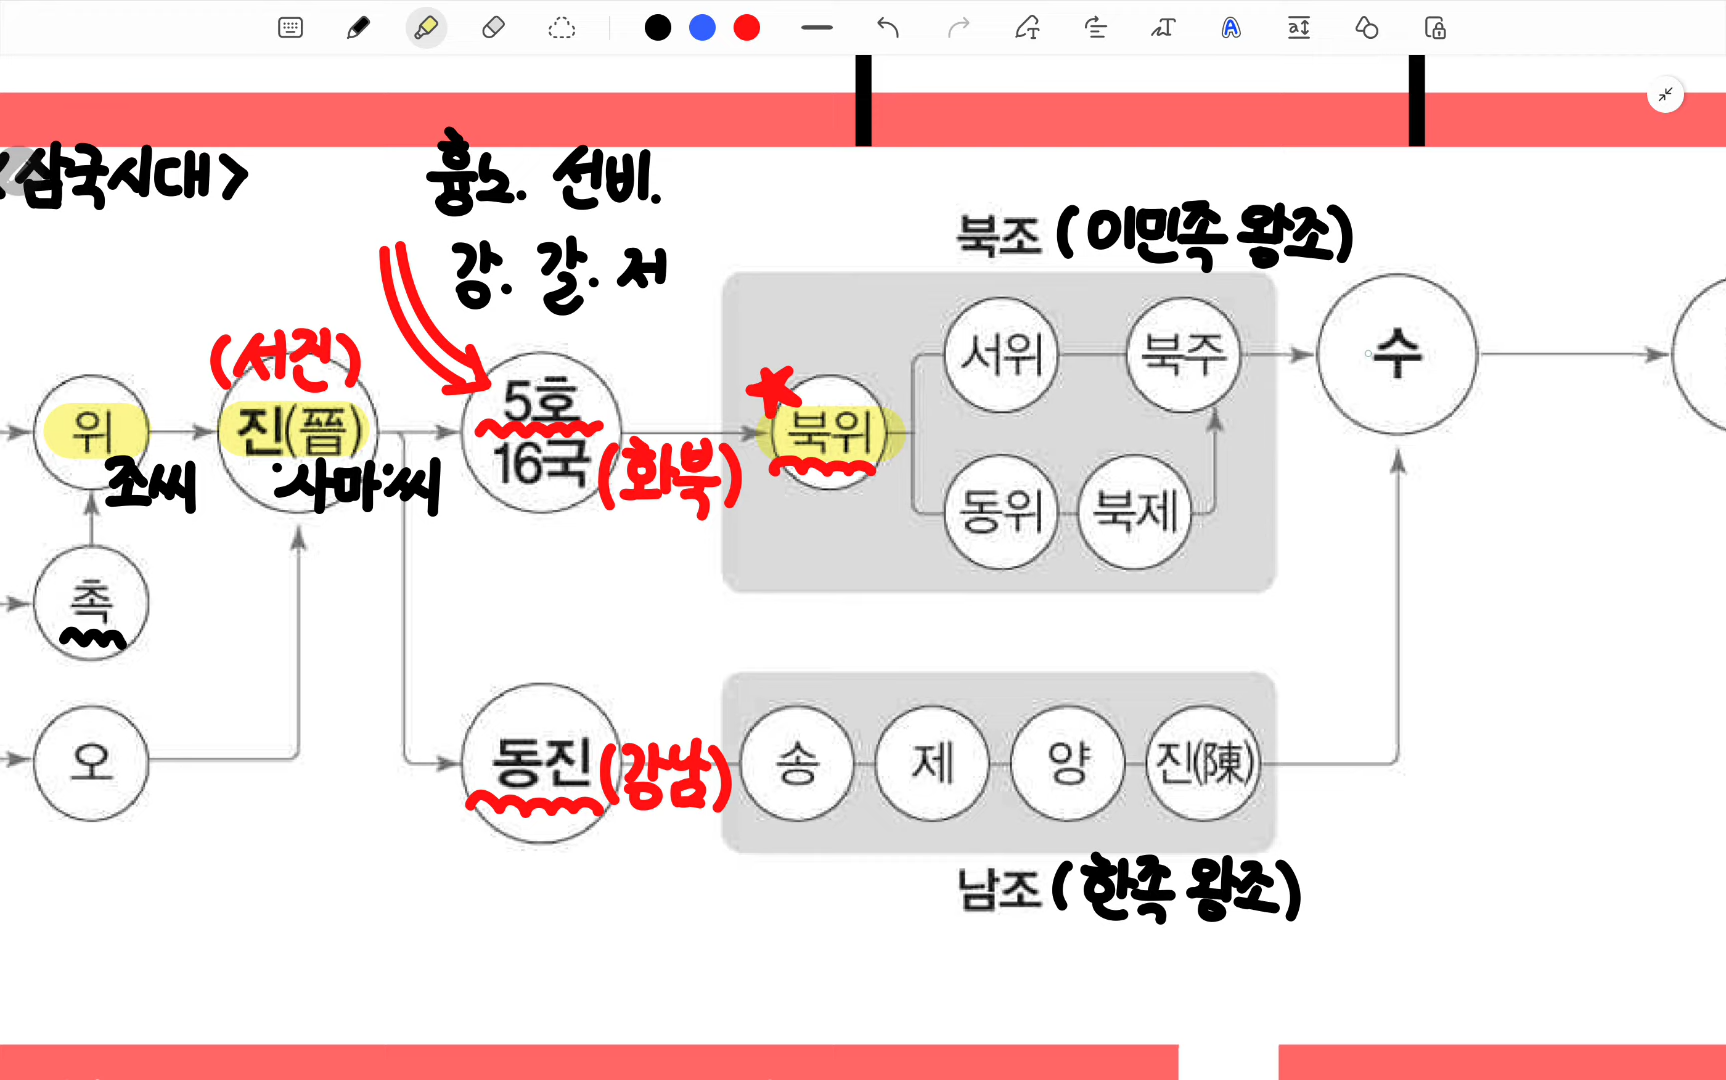 <삼국시대>
흉노. 선비.
강. 갈. 저
북조 (이민족 왕조)
(서진)
위
조씨
진(晉)
사마씨
5호
16국
(화북)
북위
서위
북주
동위
북제
수
촉
오
동진
(강남)
송
제
양
진(陳)
남조 (한족 왕조)